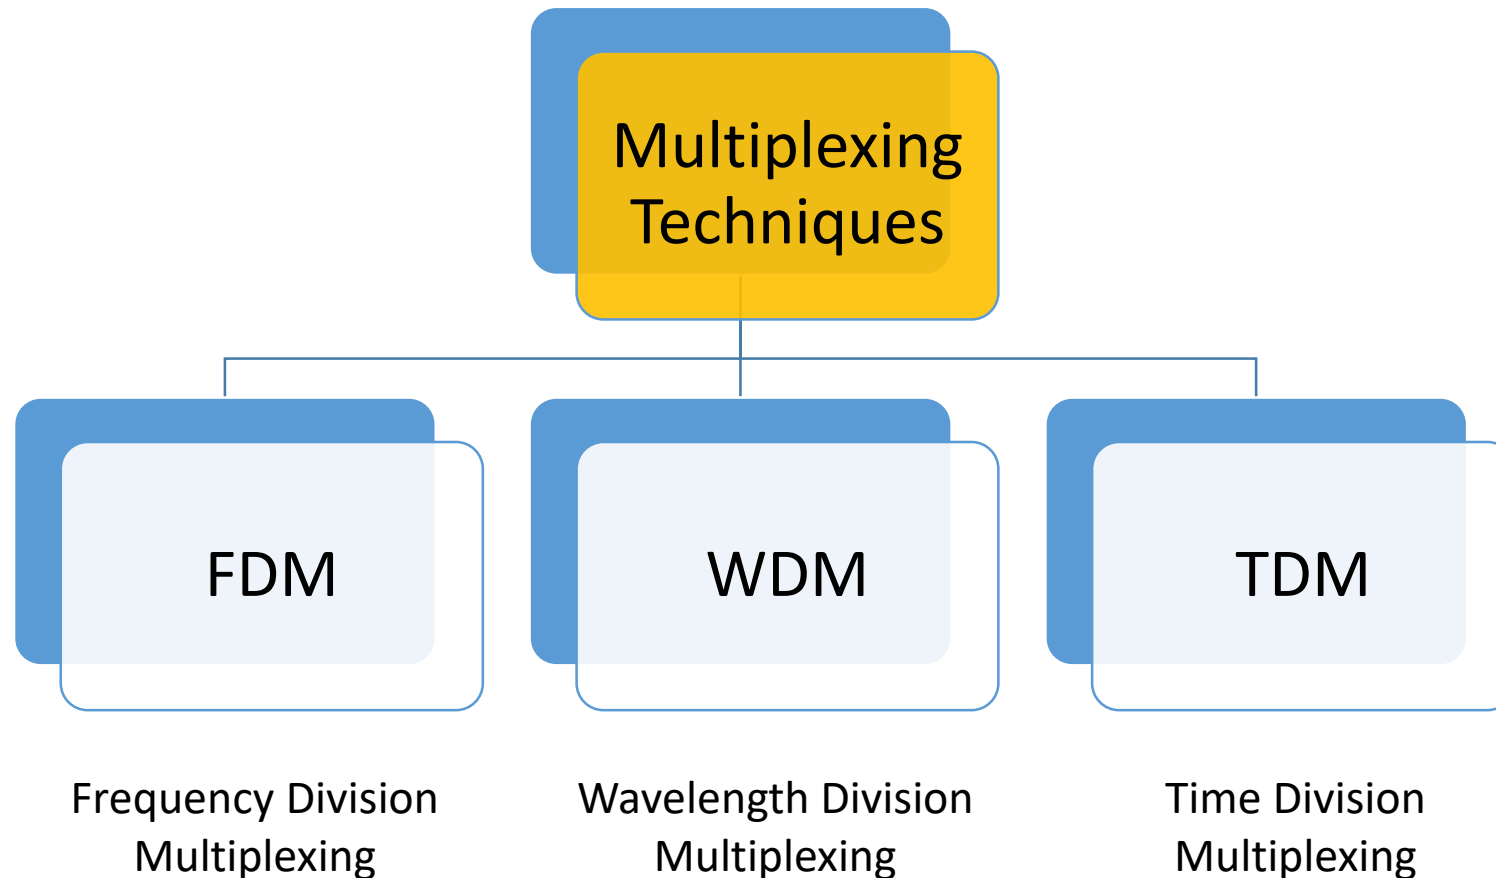 Multiplexing
Techniques
FDM
WDM
TDM
Frequency Division
Multiplexing
Wavelength Division
Multiplexing
Time Division
Multiplexing